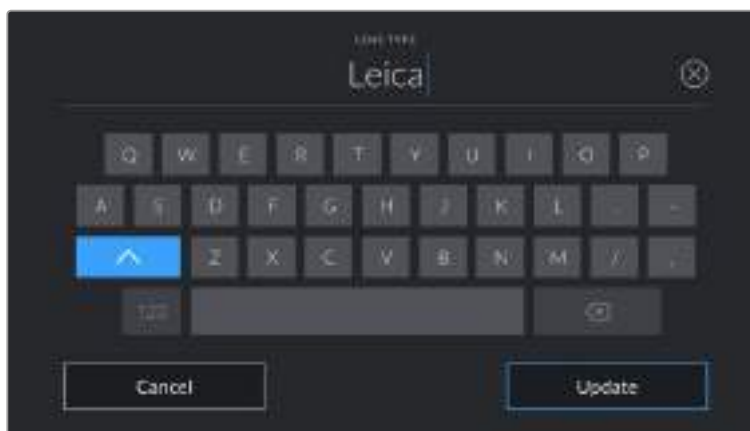 LENS TYPE
Leica
Q W E R T Y U I O P
A S D F G H J K L . -
Z X C V B N M / ,
123
Cancel Update